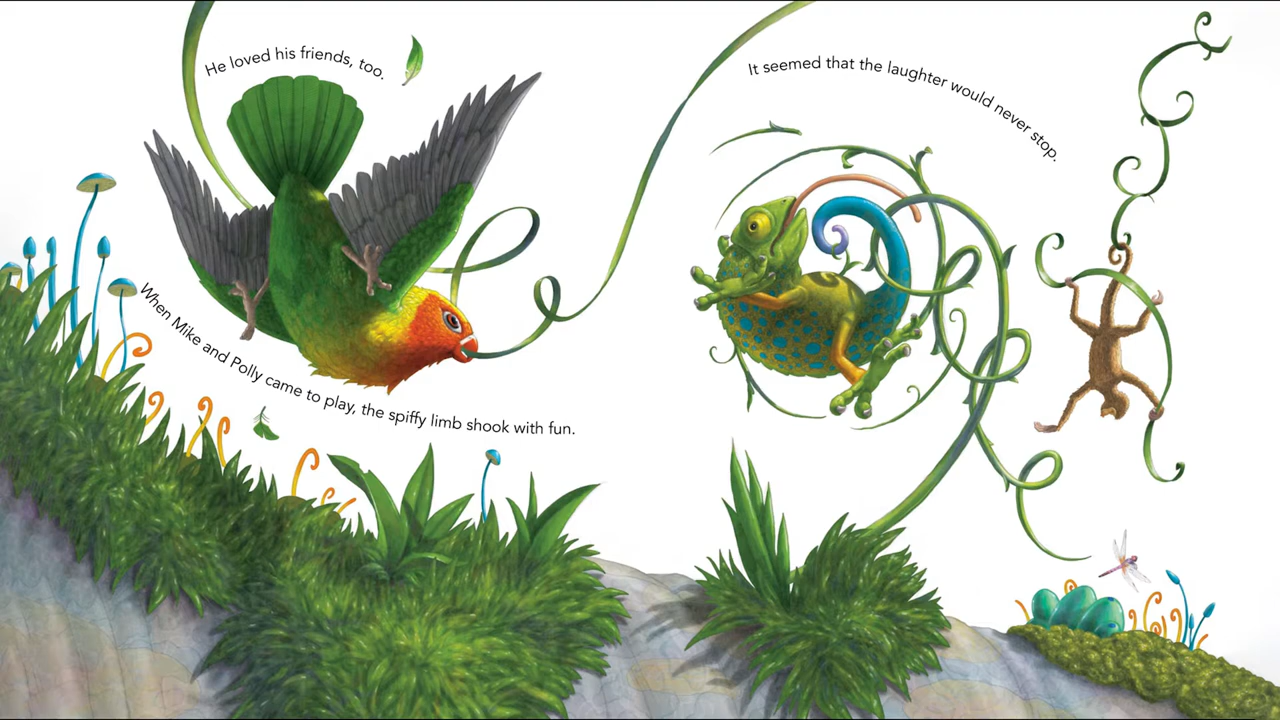 He loved his friends, too.
When Mike and Polly came to play, the spiffy limb shook with fun.
It seemed that the laughter would never stop.